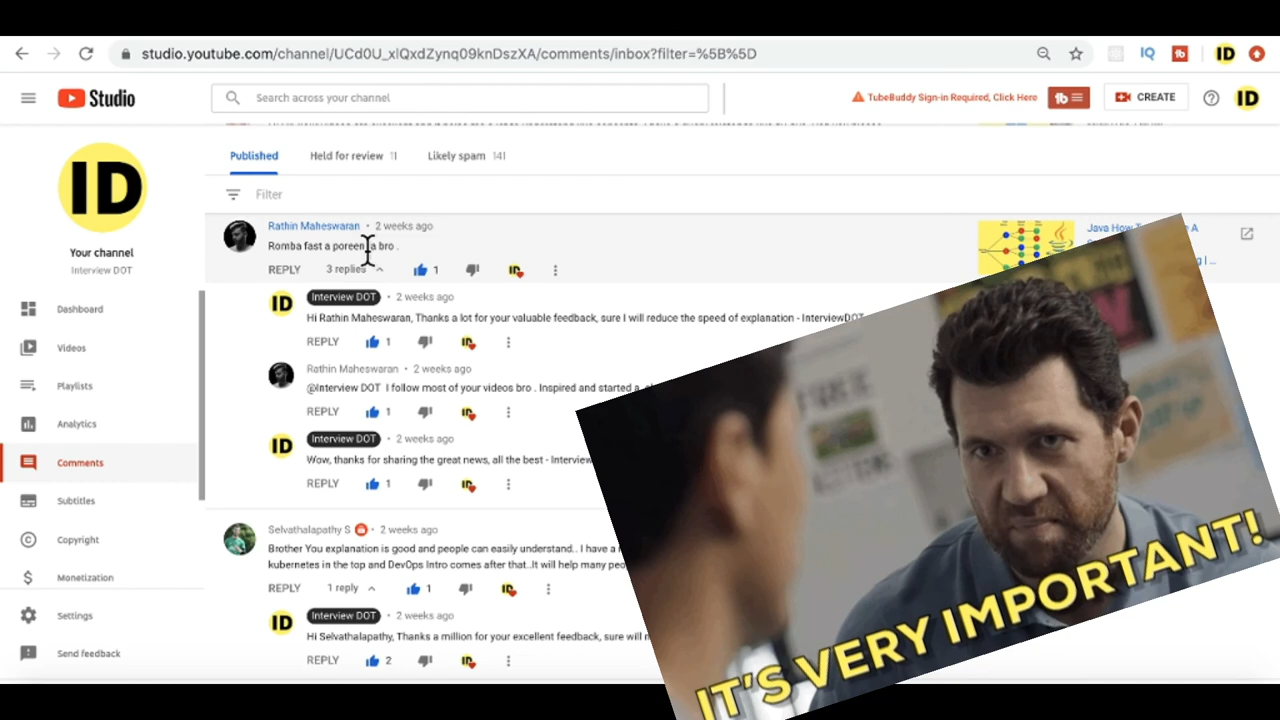 studio.youtube.com/channel/UCd0U_xlQxdZynq09knDszXA/comments/inbox?filter=%5B%5D
IQ
tb
ID
Studio
Search across your channel
TubeBuddy Sign-in Required, Click Here
tb
CREATE
ID
ID
Your channel
Interview DOT
Dashboard
Videos
Playlists
Analytics
Comments
Subtitles
Copyright
Monetization
Settings
Send feedback
Published
Held for review 11
Likely spam 141
Filter
Rathin Maheswaran • 2 weeks ago
Romba fast a bro .
REPLY 3 replies 1
Java How A
Interview DOT • 2 weeks ago
Hi Rathin Maheswaran, Thanks a lot for your valuable feedback, sure I will reduce the speed of explanation - InterviewDOT
REPLY 1
Rathin Maheswaran • 2 weeks ago
@Interview DOT I follow most of your videos bro . Inspired and started a
REPLY 1
Interview DOT • 2 weeks ago
Wow, thanks for sharing the great news, all the best - Interview
REPLY 1
Selvathalapathy S • 2 weeks ago
Brother You explanation is good and people can easily understand.. I have a
kubernetes in the top and DevOps Intro comes after that..It will help many
REPLY 1 reply 1
Interview DOT • 2 weeks ago
Hi Selvathalapathy, Thanks a million for your excellent feedback, sure will
REPLY 2
FREE
IT'S VERY IMPORTANT!